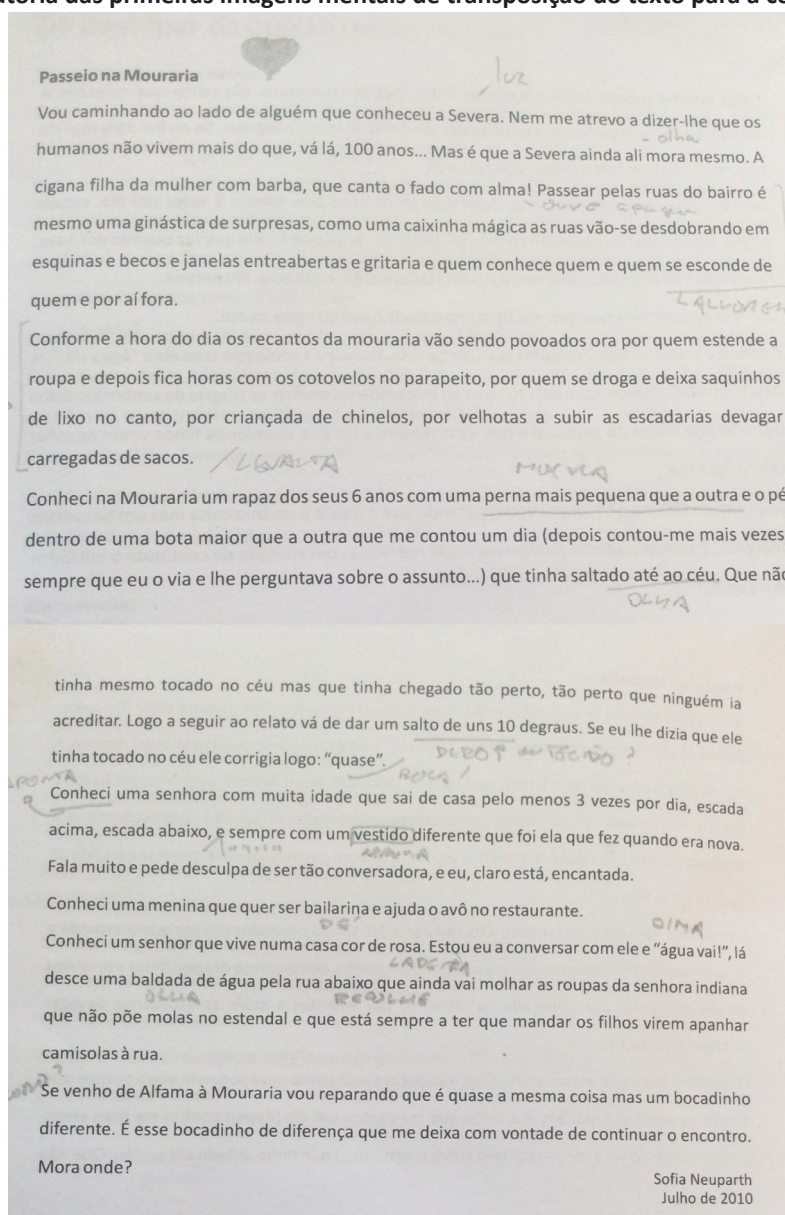 atória das primeiras imagens mentais de transposição do texto para a c
Passeio na Mouraria
luz
Vou caminhando ao lado de alguém que conheceu a Severa. Nem me atrevo a dizer-lhe que os
- olha
humanos não vivem mais do que, vá lá, 100 anos... Mas é que a Severa ainda ali mora mesmo. A
cigana filha da mulher com barba, que canta o fado com alma! Passear pelas ruas do bairro é
mesmo uma ginástica de surpresas, como uma caixinha mágica as ruas vão-se desdobrando em
esquinas e becos e janelas entreabertas e gritaria e quem conhece quem e quem se esconde de
quem e por aí fora.
Conforme a hora do dia os recantos da mouraria vão sendo povoados ora por quem estende a
roupa e depois fica horas com os cotovelos no parapeito, por quem se droga e deixa saquinhos
de lixo no canto, por criançada de chinelos, por velhotas a subir as escadarias devagar
carregadas de sacos. / LEVANTA
Conheci na Mouraria um rapaz dos seus 6 anos com uma perna mais pequena que a outra e o pé
dentro de uma bota maior que a outra que me contou um dia (depois contou-me mais vezes
sempre que eu o via e lhe perguntava sobre o assunto...) que tinha saltado até ao céu. Que não
OLHA
tinha mesmo tocado no céu mas que tinha chegado tão perto, tão perto que ninguém ia
acreditar. Logo a seguir ao relato vá de dar um salto de uns 10 degraus. Se eu lhe dizia que ele
tinha tocado no céu ele corrigia logo: “quase”.
BOCA!
Conheci uma senhora com muita idade que sai de casa pelo menos 3 vezes por dia, escada
acima, escada abaixo, e sempre com um vestido diferente que foi ela que fez quando era nova.
Fala muito e pede desculpa de ser tão conversadora, e eu, claro está, encantada.
Conheci uma menina que quer ser bailarina e ajuda o avô no restaurante.
Conheci um senhor que vive numa casa cor de rosa. Estou eu a conversar com ele e “água vai!”, lá
desce uma baldada de água pela rua abaixo que ainda vai molhar as roupas da senhora indiana
OLHA
que não põe molas no estendal e que está sempre a ter que mandar os filhos virem apanhar
camisolas à rua.
Se venho de Alfama à Mouraria vou reparando que é quase a mesma coisa mas um bocadinho
diferente. É esse bocadinho de diferença que me deixa com vontade de continuar o encontro.
Mora onde?
Sofia Neuparth
Julho de 2010